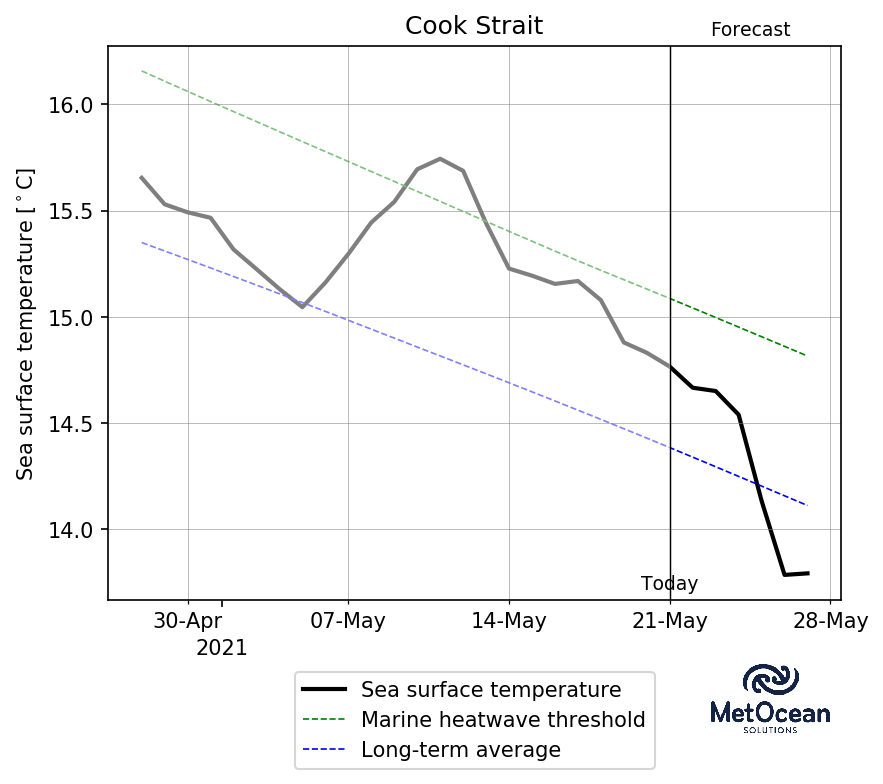 Cook Strait
Forecast
Sea surface temperature [°C]
16.0
15.5
15.0
14.5
14.0
Today
30-Apr 07-May 14-May 21-May 28-May
2021
Sea surface temperature
Marine heatwave threshold
Long-term average
MetOcean
SOLUTIONS